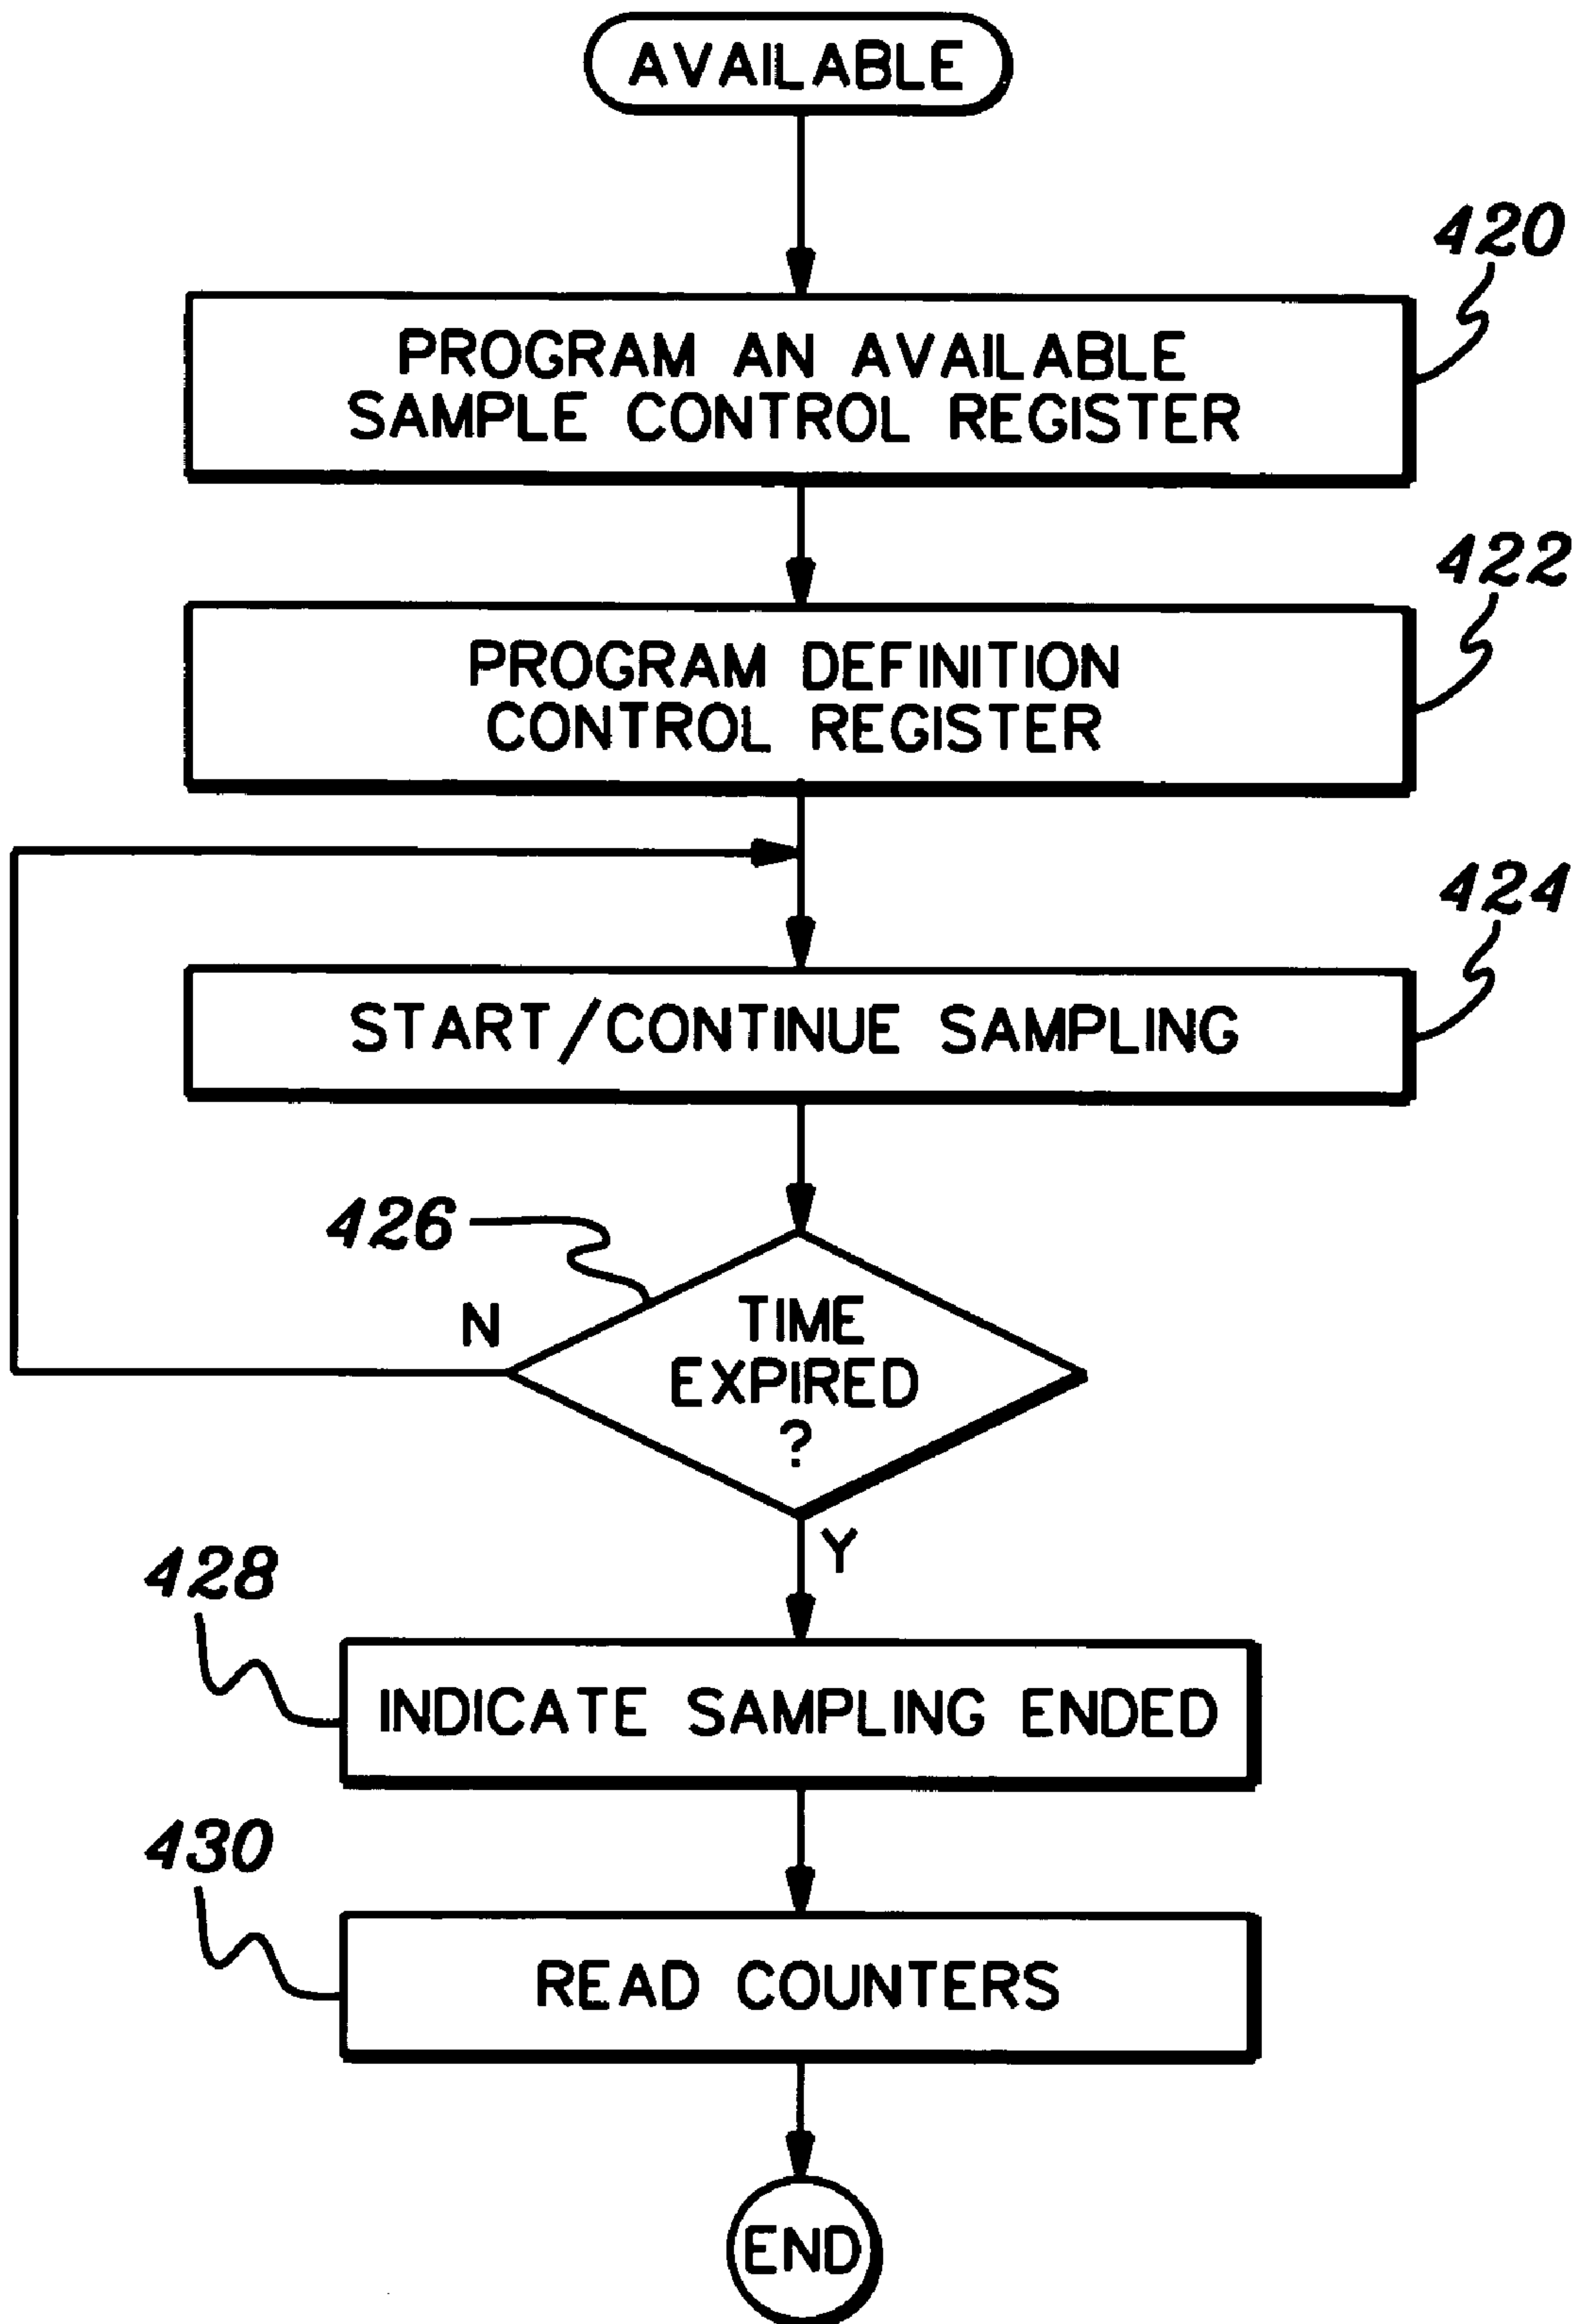 AVAILABLE
420
PROGRAM AN AVAILABLE
SAMPLE CONTROL REGISTER
422
PROGRAM DEFINITION
CONTROL REGISTER
424
START/CONTINUE SAMPLING
426
N
TIME
EXPIRED
?
Y
428
INDICATE SAMPLING ENDED
430
READ COUNTERS
END